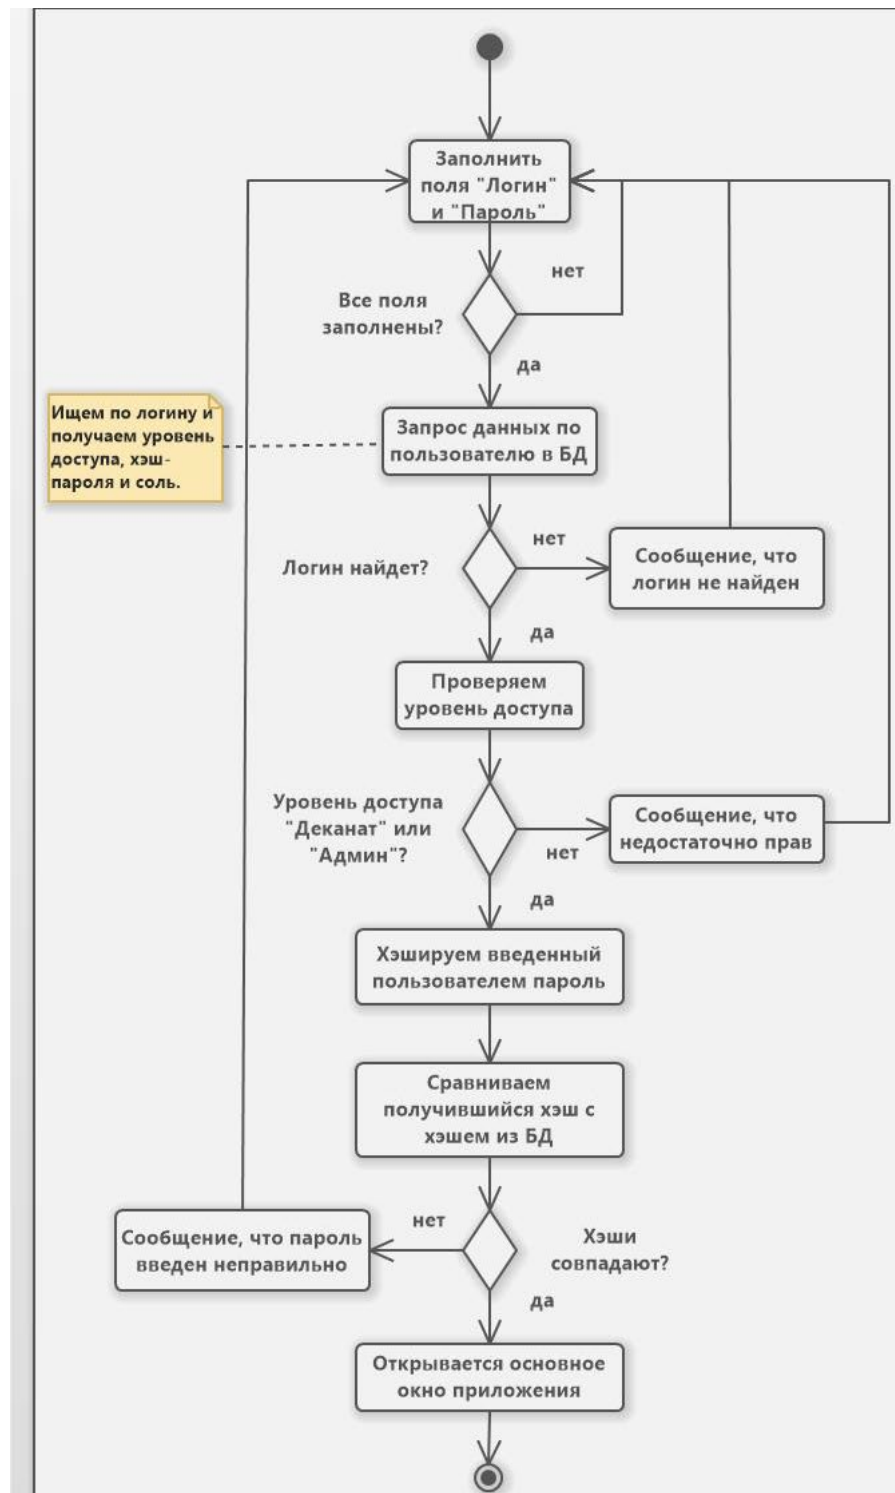 Заполнить
поля "Логин"
и "Пароль"
нет
Все поля
заполнены?
да
Ищем по логину и
получаем уровень
доступа, хэш-
пароля и соль.
Запрос данных по
пользователю в БД
нет
Логин найдет?
Сообщение, что
логин не найден
да
Проверяем
уровень доступа
Уровень доступа
"Деканат" или
"Админ"?
нет
Сообщение, что
недостаточно прав
да
Хэшируем введенный
пользователем пароль
Сравниваем
получившийся хэш с
хэшем из БД
Сообщение, что пароль
введен неправильно
нет
Хэши
совпадают?
да
Открывается основное
окно приложения